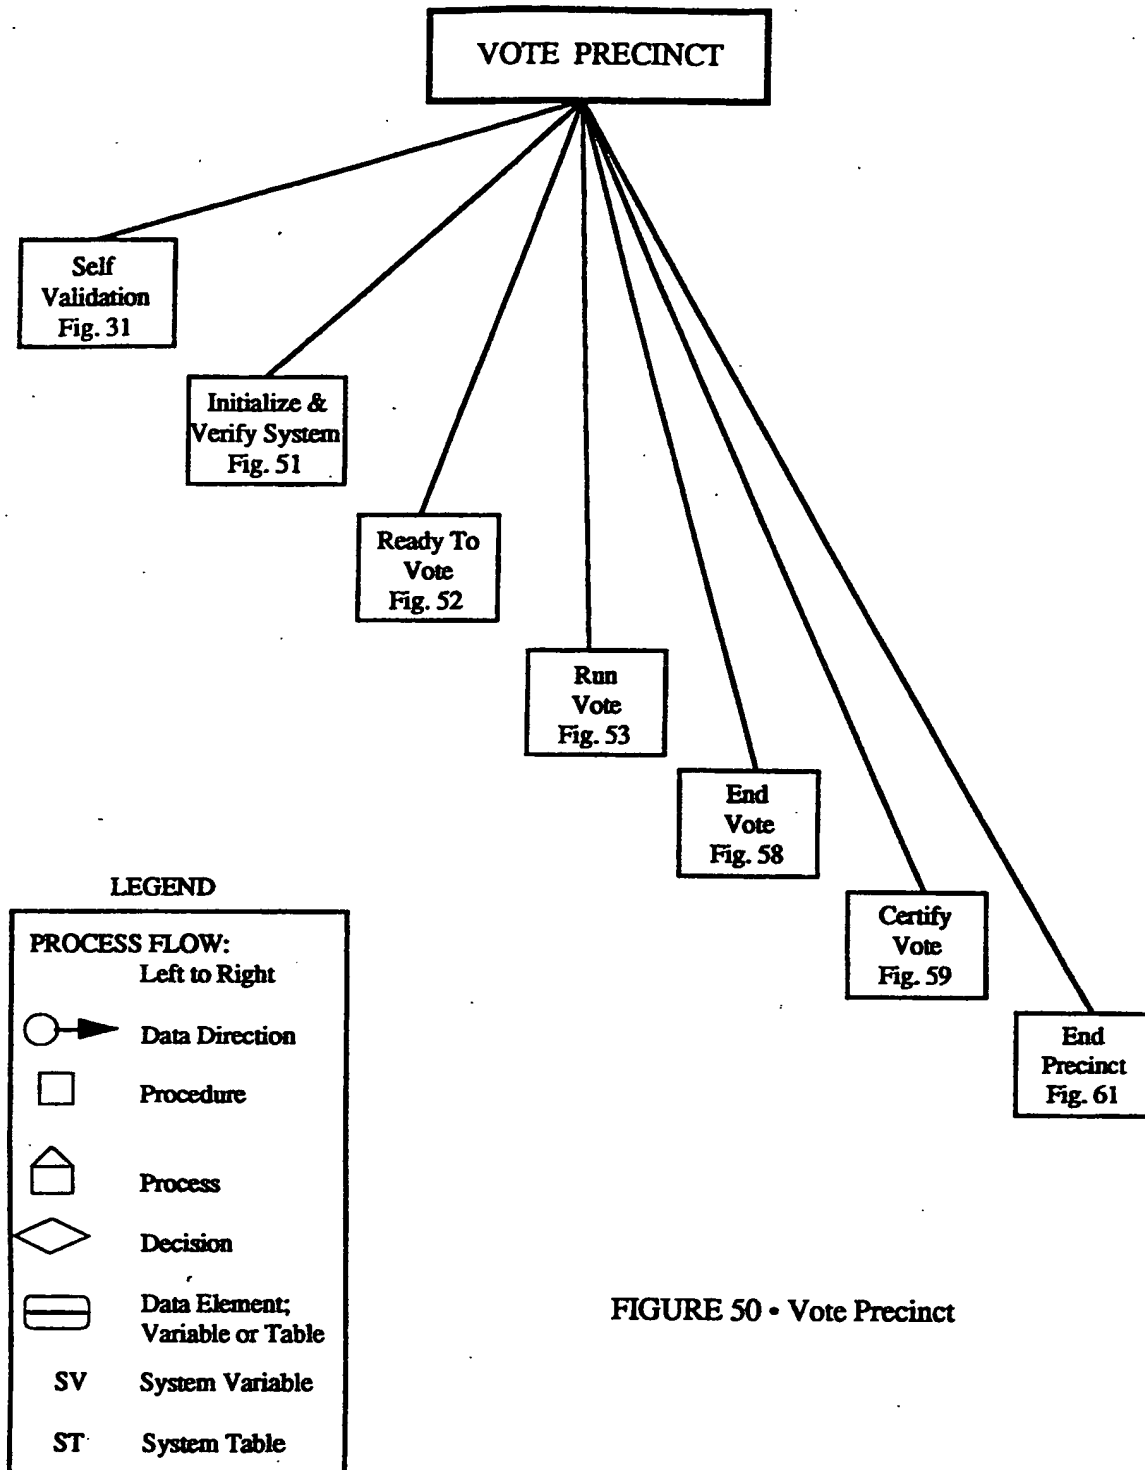 VOTE PRECINCT
Self
Validation
Fig. 31
Initialize &
Verify System
Fig. 51
Ready To
Vote
Fig. 52
Run
Vote
Fig. 53
End
Vote
Fig. 58
Certify
Vote
Fig. 59
End
Precinct
Fig. 61
LEGEND
PROCESS FLOW:
Left to Right
Data Direction
Procedure
Process
Decision
Data Element;
Variable or Table
SV System Variable
ST System Table
FIGURE 50 • Vote Precinct